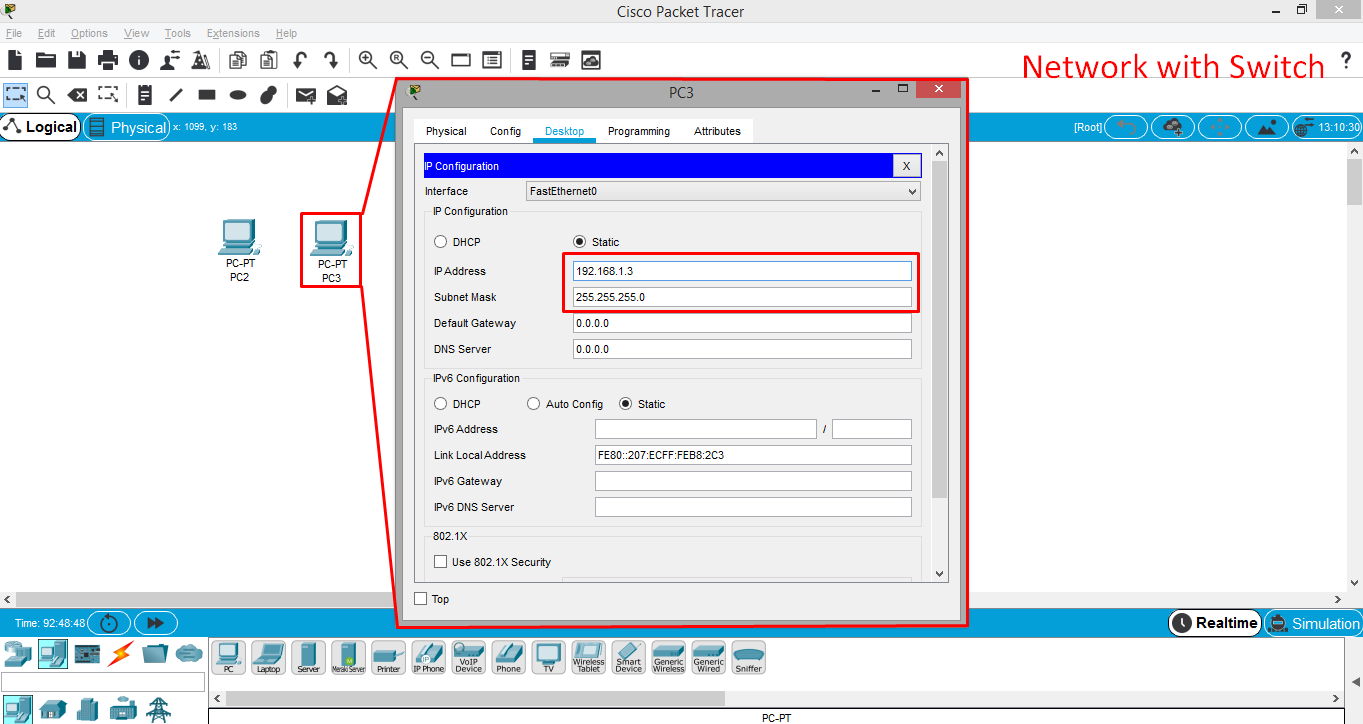 Cisco Packet Tracer
File Edit Options View Tools Extensions Help
Network with Switch
?
Logical
Physical
x: 1099, y: 183
[Root]
13:10:30
PC3
Physical Config Desktop Programming Attributes
IP Configuration
X
Interface
FastEthernet0
IP Configuration
DHCP
Static
IP Address
192.168.1.3
Subnet Mask
255.255.255.0
Default Gateway
0.0.0.0
DNS Server
0.0.0.0
IPv6 Configuration
DHCP
Auto Config
Static
IPv6 Address
/
Link Local Address
FE80::207:ECFF:FEB8:2C3
IPv6 Gateway
IPv6 DNS Server
802.1X
Use 802.1X Security
Top
PC-PT
PC2
PC-PT
PC3
Time: 92:48:48
Realtime
Simulation
PC
Laptop
Server
Meraki Server
Printer
IP Phone
VoIP Device
Phone
TV
Wireless Tablet
Smart Device
Generic Wireless
Generic Wired
Sniffer
PC-PT